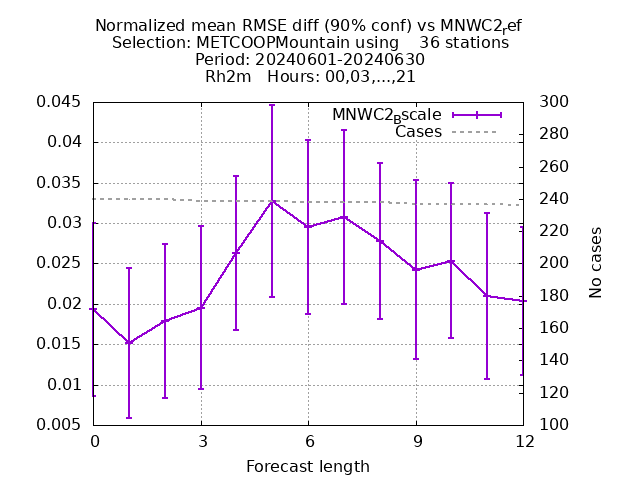 Normalized mean RMSE diff (90% conf) vs MNWC2ref
Selection: METCOOPMountain using 36 stations
Period: 20240601-20240630
Rh2m Hours: 00,03,...,21
MNWC2Bscale
Cases
0.045
0.04
0.035
0.03
0.025
0.02
0.015
0.01
0.005
300
280
260
240
220
200
180
160
140
120
100
No cases
0 3 6 9 12
Forecast length